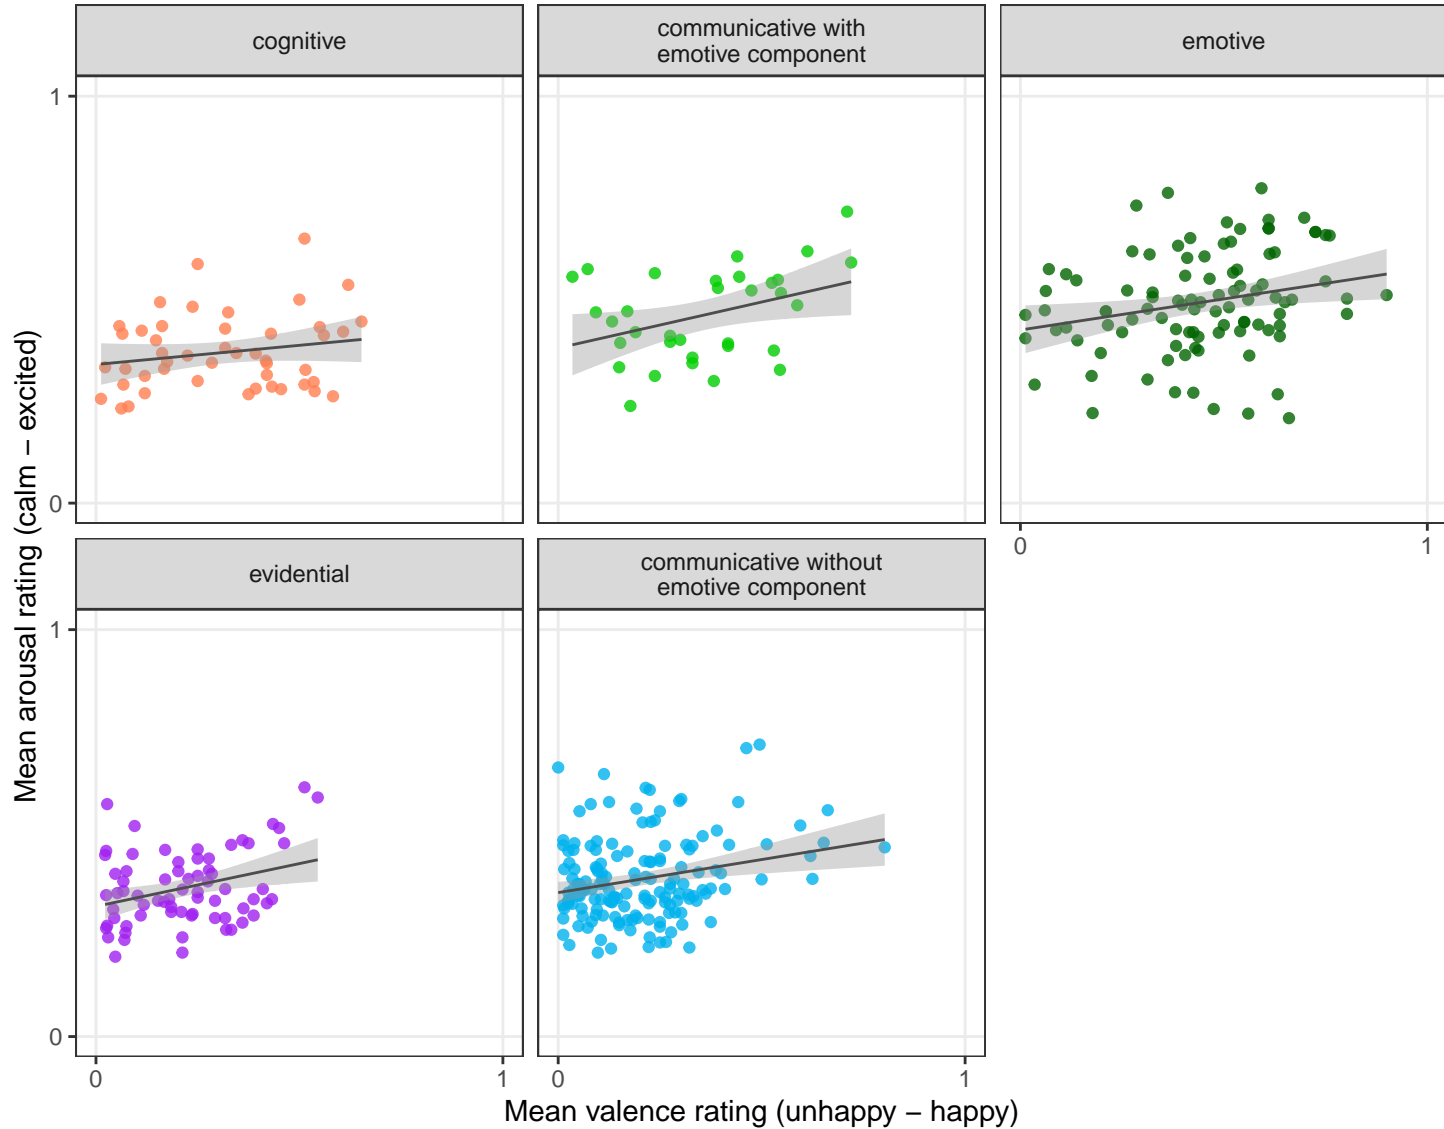 cognitive
communicative with
emotive component
emotive
1
0
0
1
evidential
communicative without
emotive component
1
0
0
1
0
1
Mean arousal rating (calm – excited)
Mean valence rating (unhappy – happy)